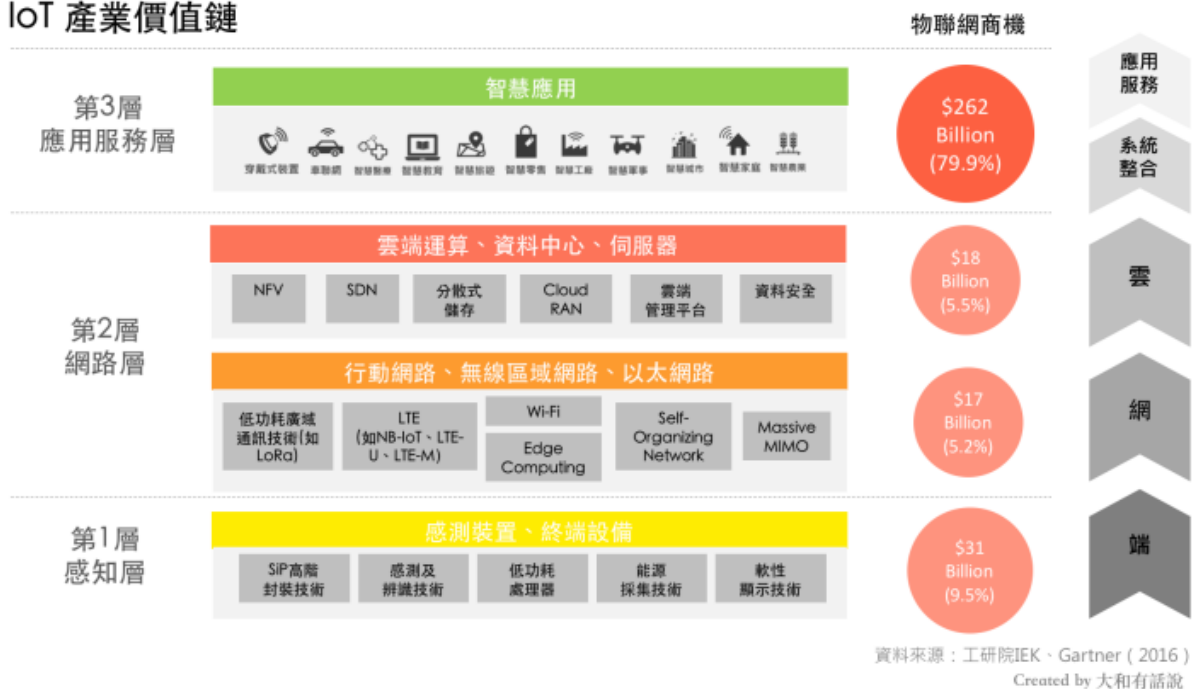 IoT 產業價值鏈
物聯網商機
第3層
應用服務層
智慧應用
穿戴式裝置
車聯網
智慧醫療
智慧教育
智慧旅遊
智慧零售
智慧工廠
智慧軍事
智慧城市
智慧家庭
智慧農業
$262
Billion
(79.9%)
應用
服務
系統
整合
第2層
網路層
雲端運算、資料中心、伺服器
NFV
SDN
分散式
儲存
Cloud
RAN
雲端
管理平台
資料安全
$18
Billion
(5.5%)
雲
行動網路、無線區域網路、以太網路
低功耗廣域
通訊技術(如
LoRa)
LTE
(如NB-IoT、LTE-
U、LTE-M)
Wi-Fi
Edge
Computing
Self-
Organizing
Network
Massive
MIMO
$17
Billion
(5.2%)
網
第1層
感知層
感測裝置、終端設備
SiP高階
封裝技術
感測及
辨識技術
低功耗
處理器
能源
採集技術
軟性
顯示技術
$31
Billion
(9.5%)
端
資料來源：工研院IEK、Gartner ( 2016 )
Created by 大和有話說